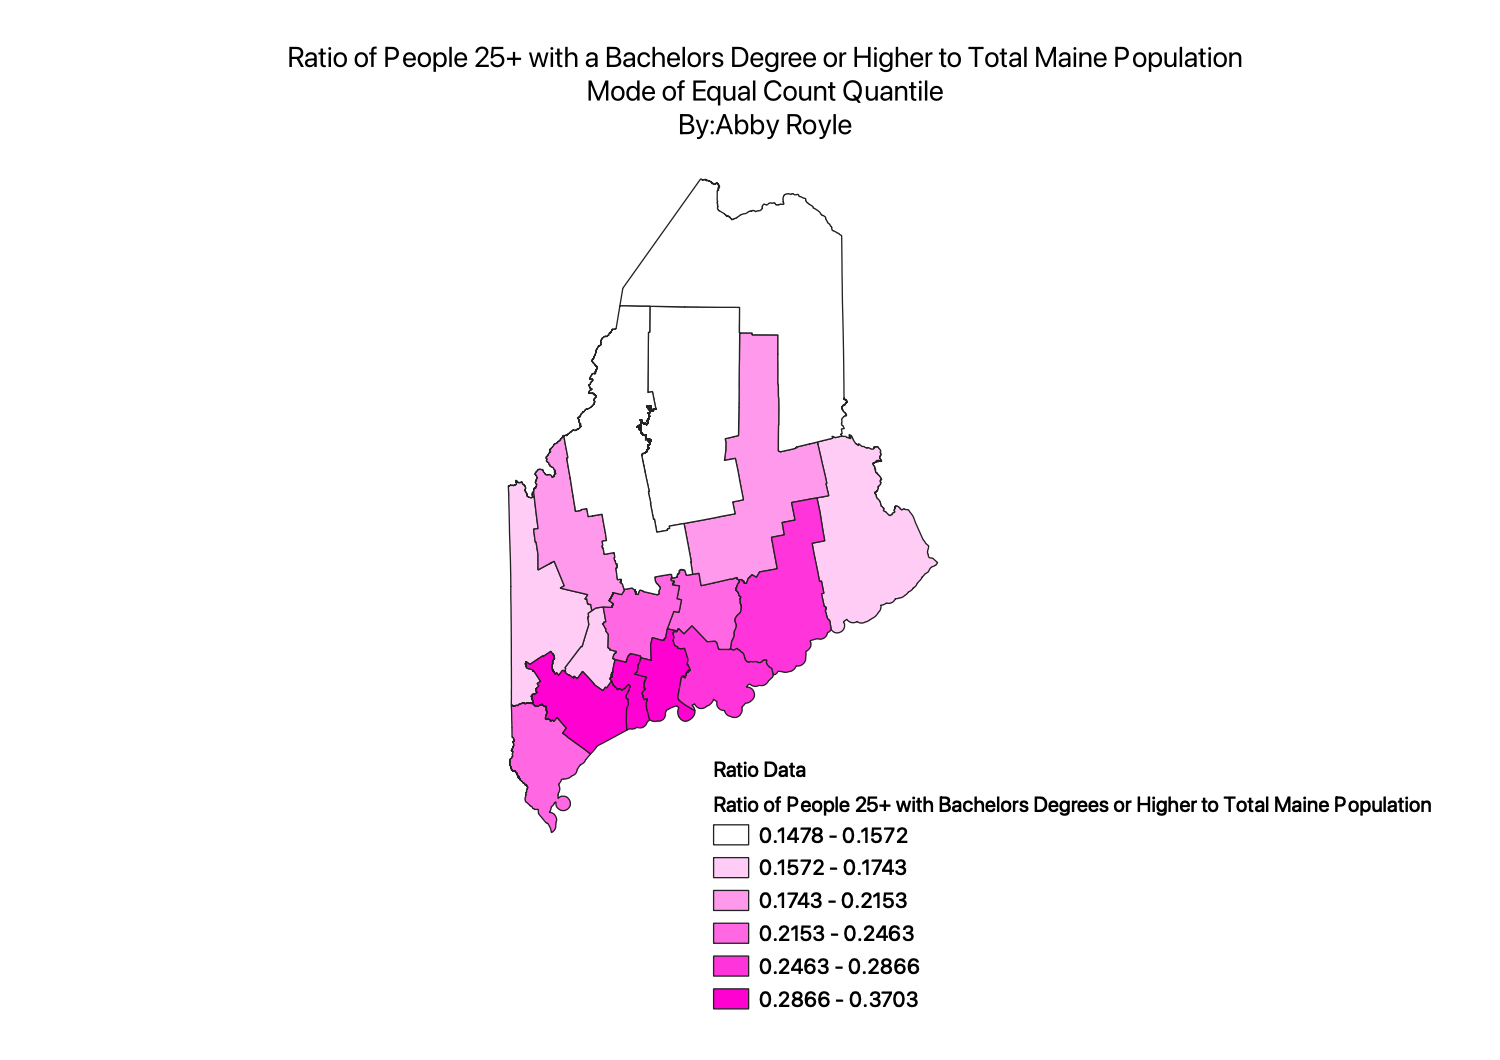 Ratio of People 25+ with a Bachelors Degree or Higher to Total Maine Population
Mode of Equal Count Quantile
By:Abby Royle
Ratio Data
Ratio of People 25+ with Bachelors Degrees or Higher to Total Maine Population
0.1478 - 0.1572
0.1572 - 0.1743
0.1743 - 0.2153
0.2153 - 0.2463
0.2463 - 0.2866
0.2866 - 0.3703